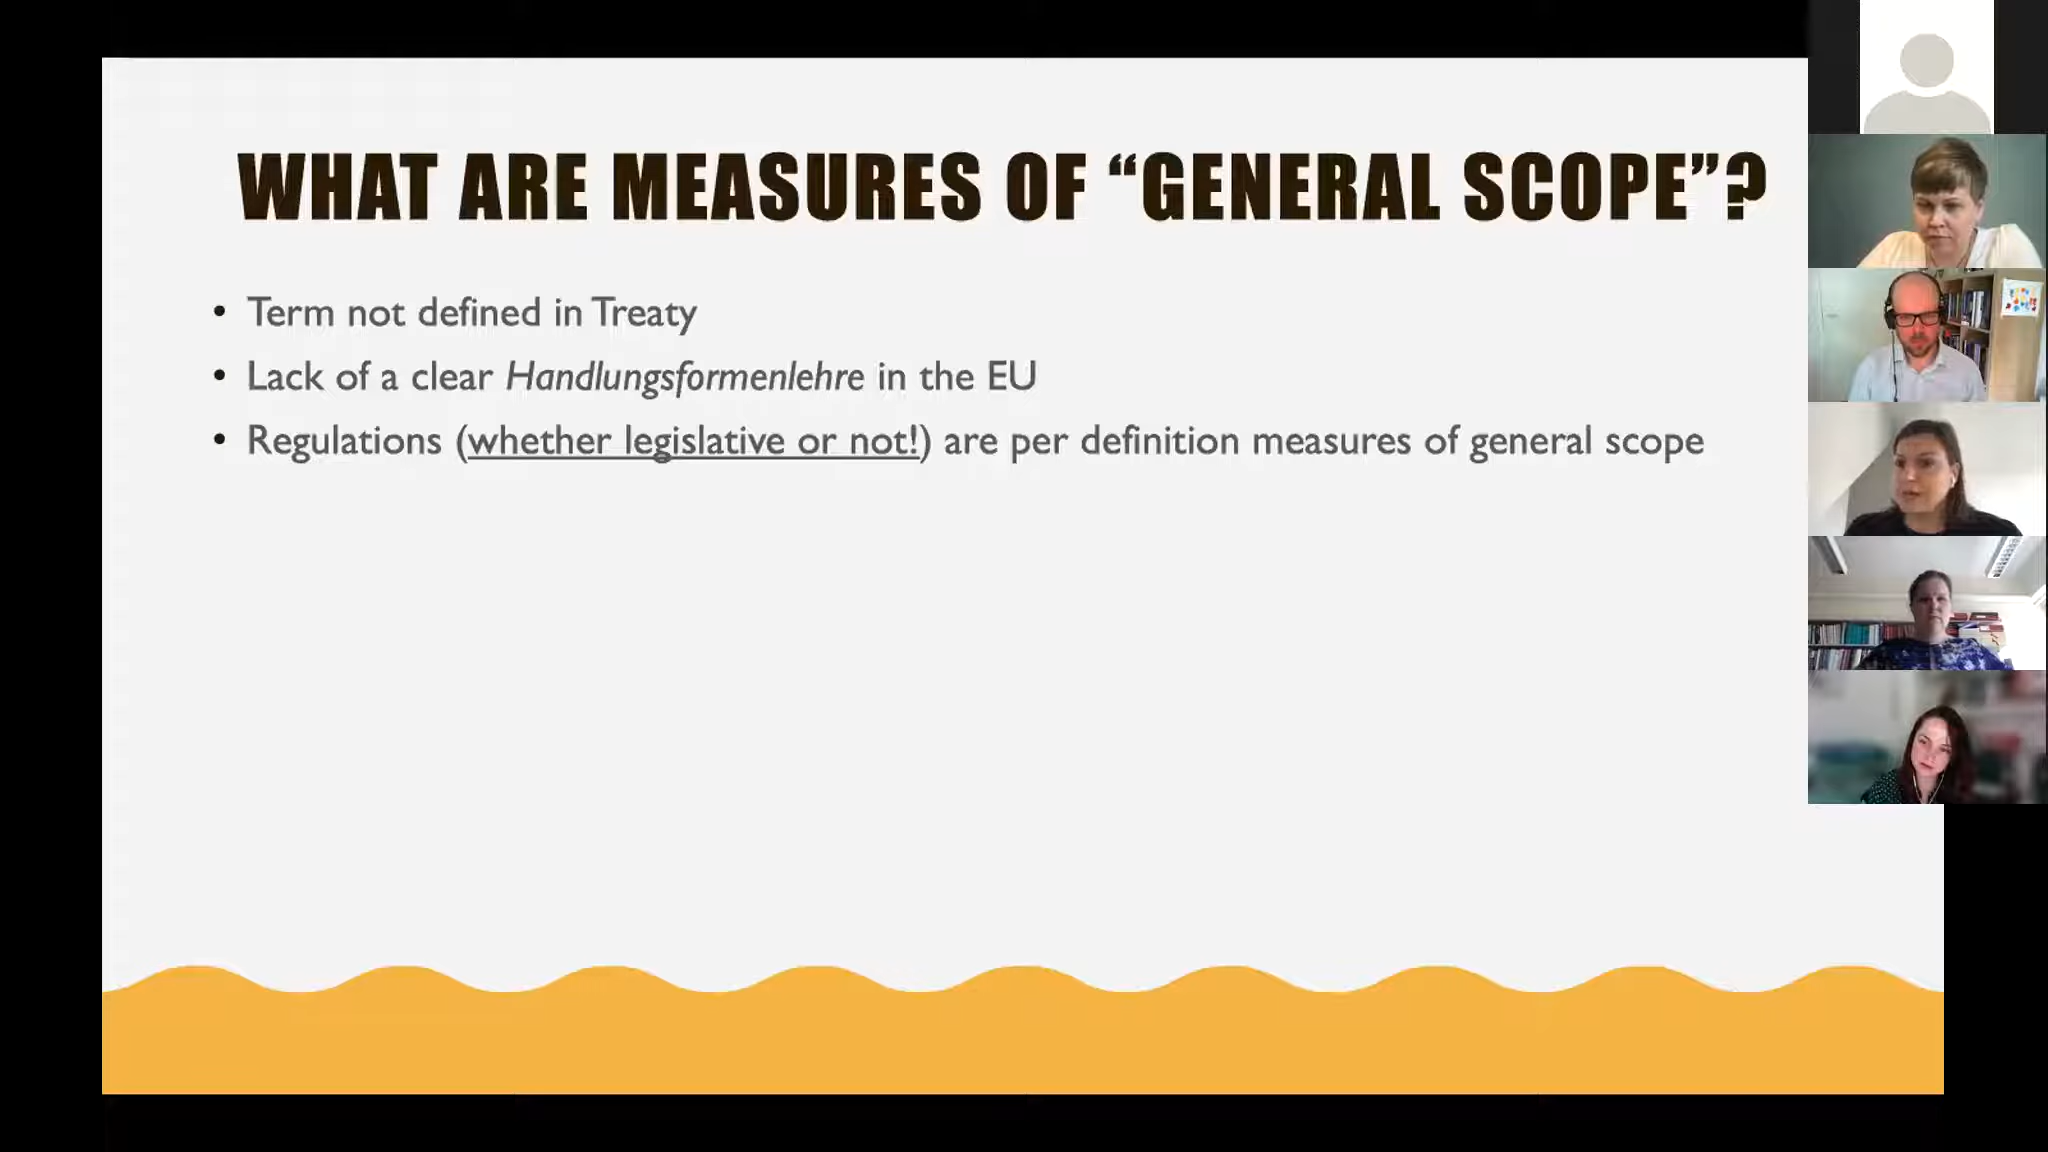 WHAT ARE MEASURES OF “GENERAL SCOPE”?
• Term not defined in Treaty
• Lack of a clear Handlungsformenlehre in the EU
• Regulations (whether legislative or not!) are per definition measures of general scope